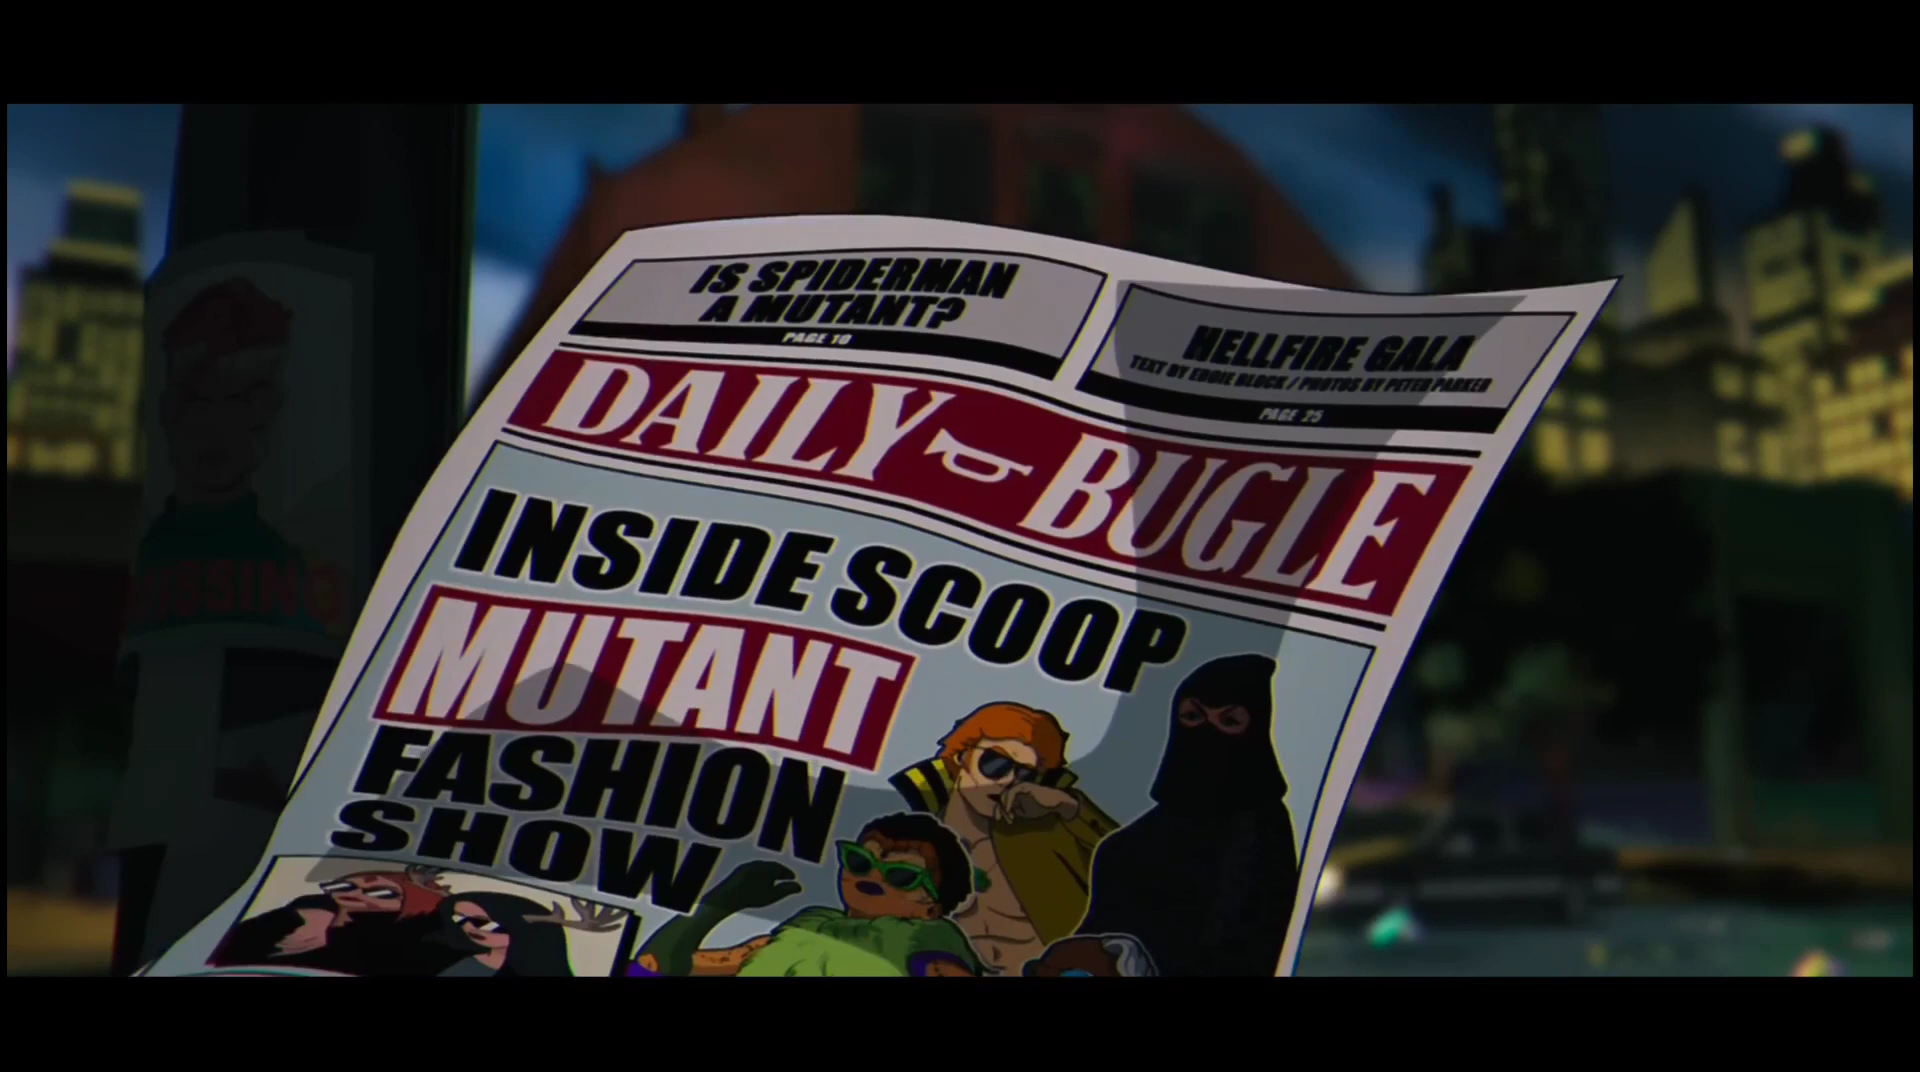 IS SPIDERMAN
A MUTANT?
PAGE 10
HELLFIRE GALA
TEXT BY EDDIE BLOCK / PHOTOS BY PETER PARKER
PAGE 25
DAILY BUGLE
INSIDE SCOOP
MUTANT
FASHION
SHOW
MISSING